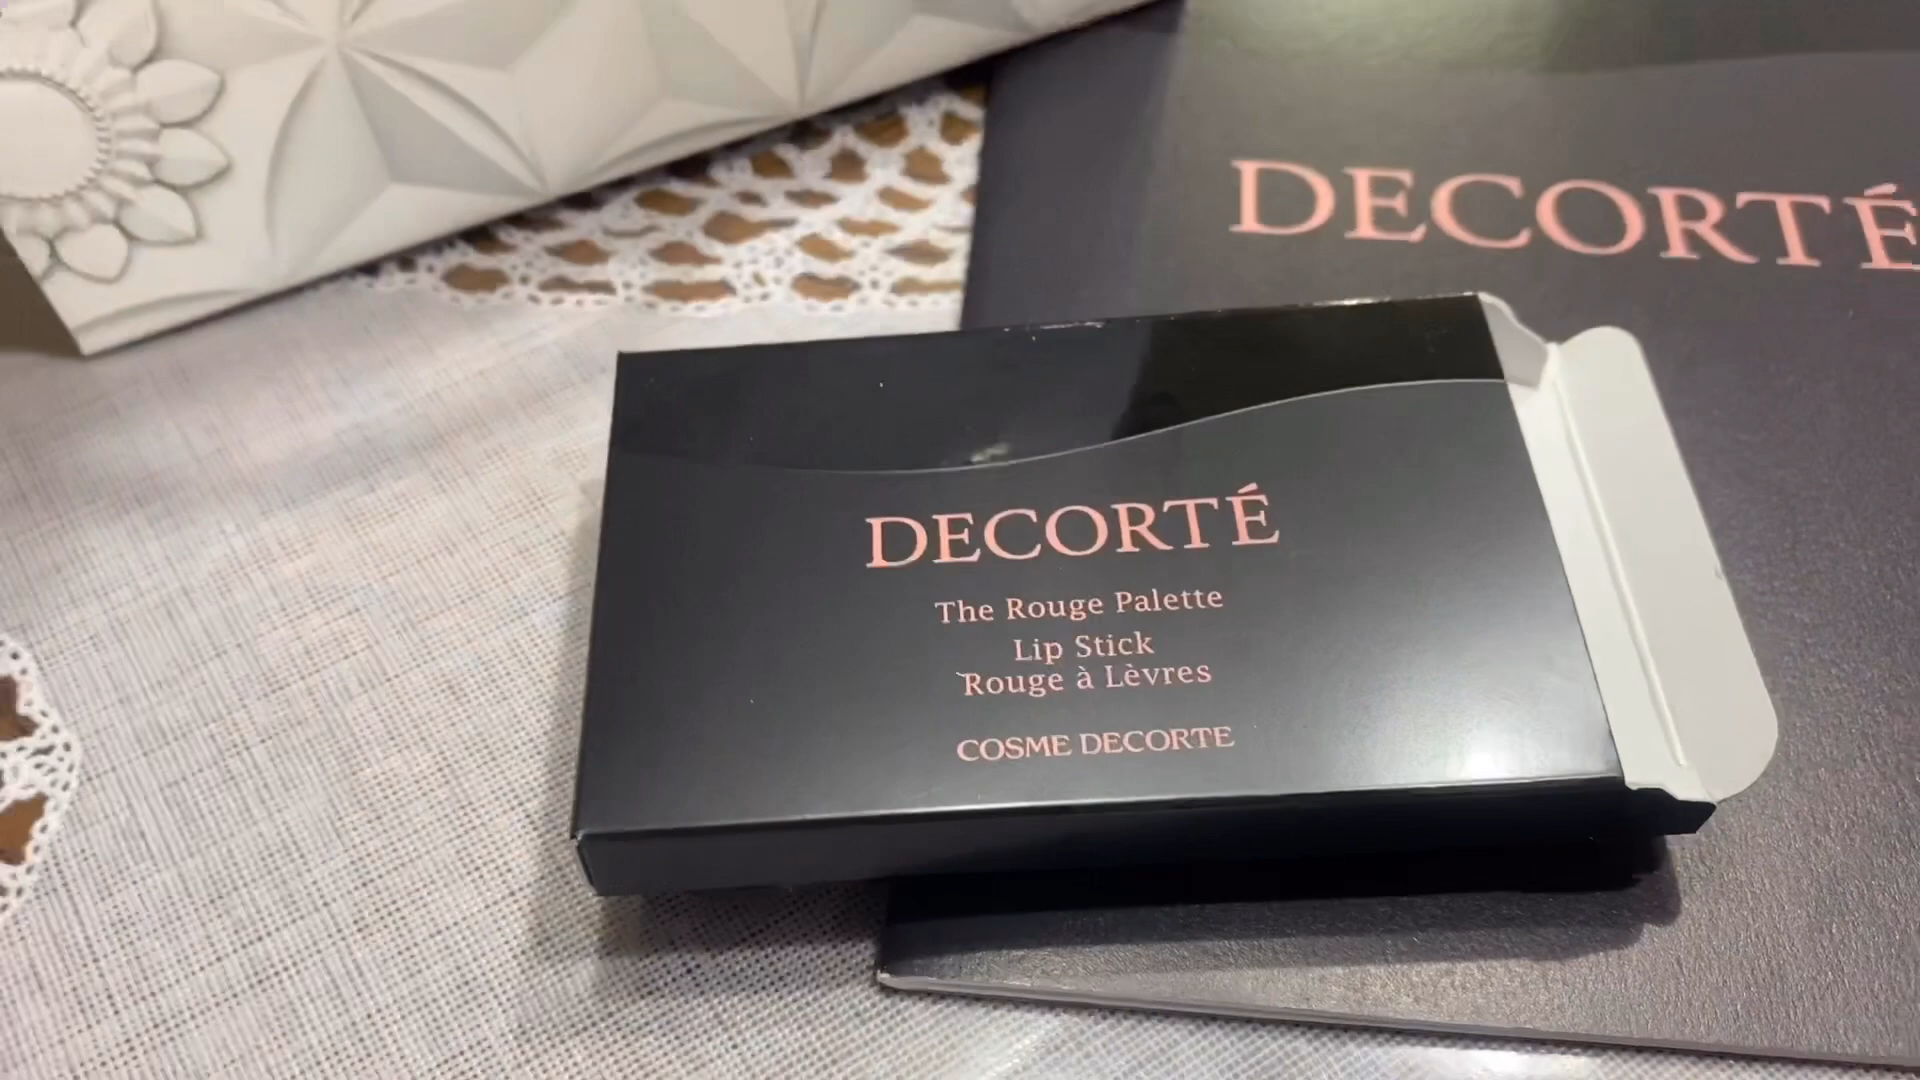 DECORTÉ
DECORTÉ
The Rouge Palette
Lip Stick
Rouge à Lèvres
COSME DECORTE